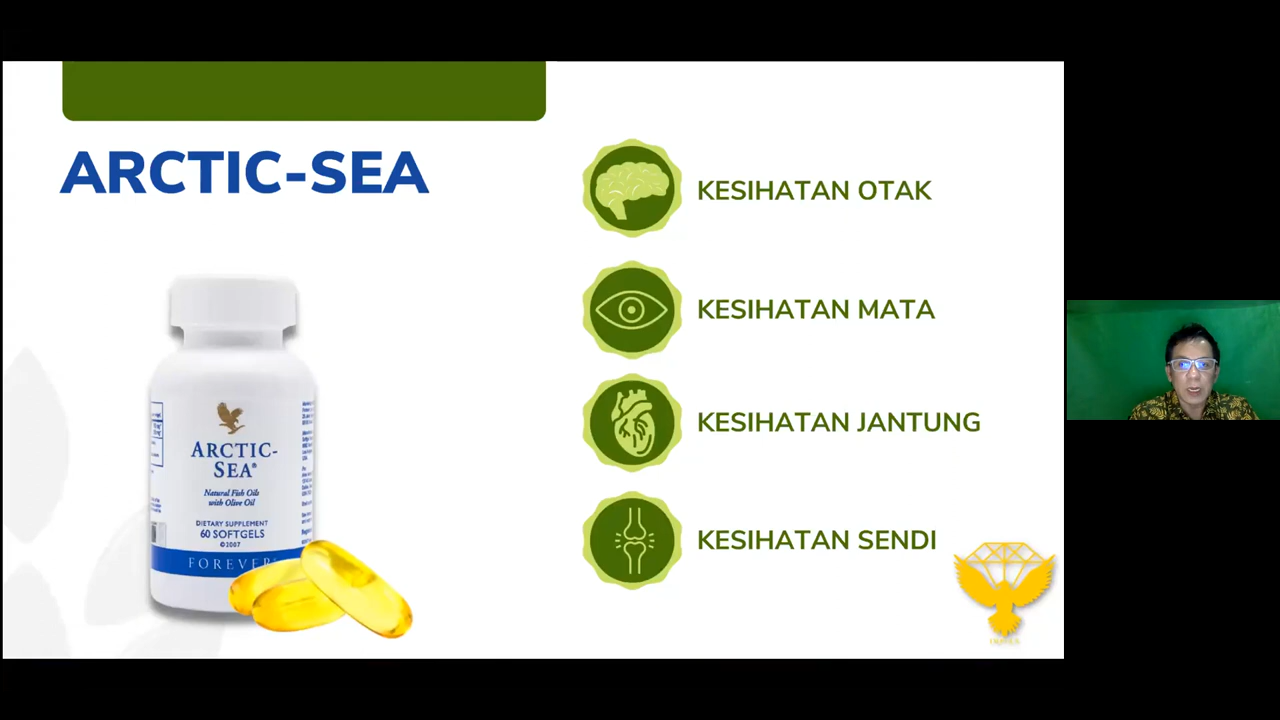 ARCTIC-SEA
KESIHATAN OTAK
KESIHATAN MATA
KESIHATAN JANTUNG
KESIHATAN SENDI
ARCTIC-
SEA®
Natural Fish Oils
with Olive Oil
DIETARY SUPPLEMENT
60 SOFTGELS
©2007
FOREVER